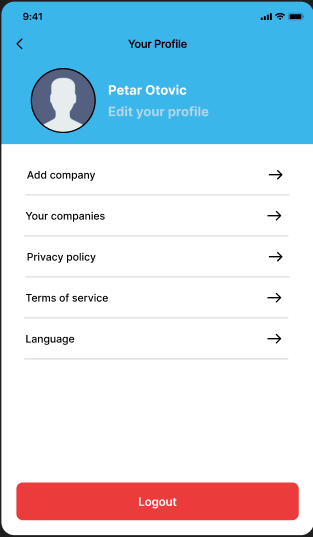 9:41
Your Profile
Petar Otovic
Edit your profile
Add company
Your companies
Privacy policy
Terms of service
Language
Logout